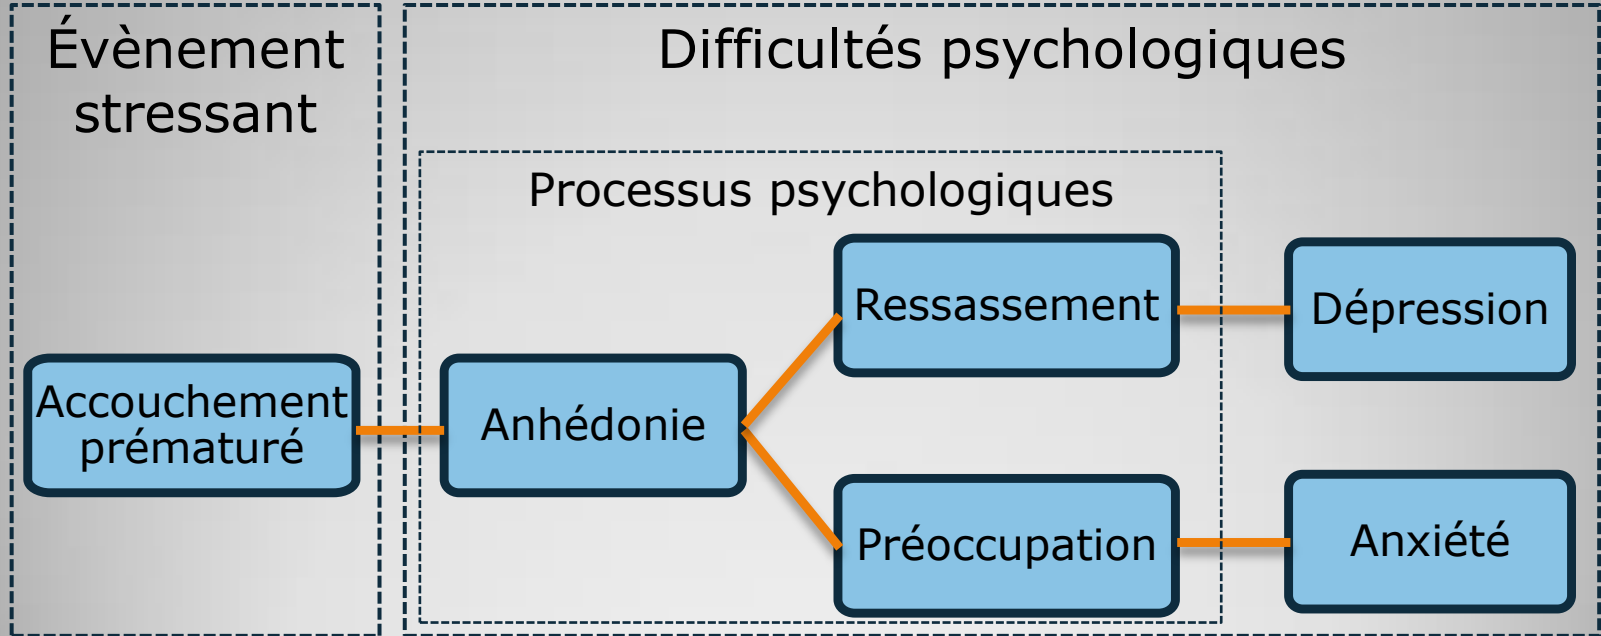 Évènement
stressant
Difficultés psychologiques
Processus psychologiques
Ressassement
Dépression
Accouchement
prématuré
Anhédonie
Préoccupation
Anxiété